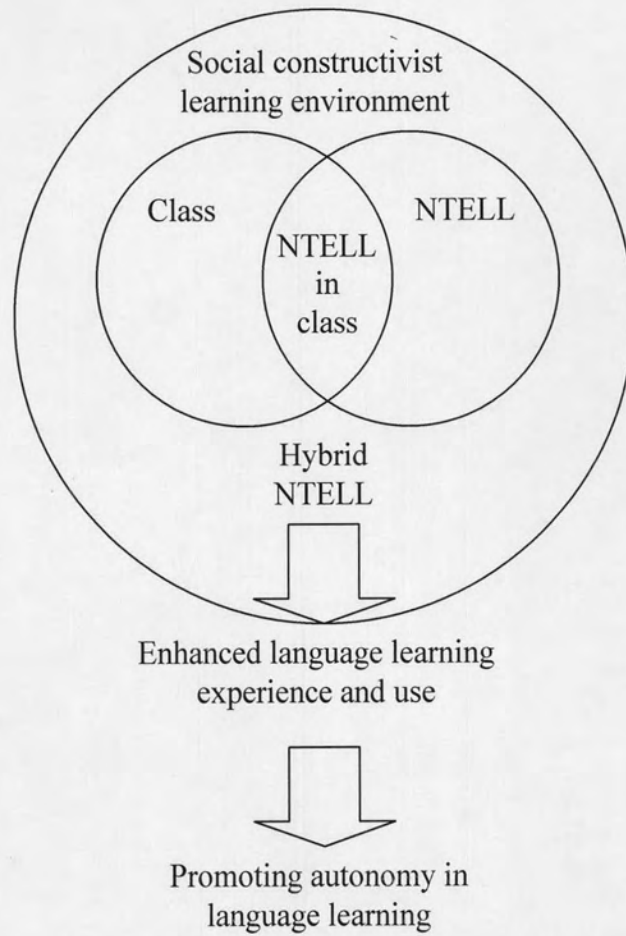 Social constructivist
learning environment
Class
NTELL
NTELL
in
class
Hybrid
NTELL
Enhanced language learning
experience and use
Promoting autonomy in
language learning